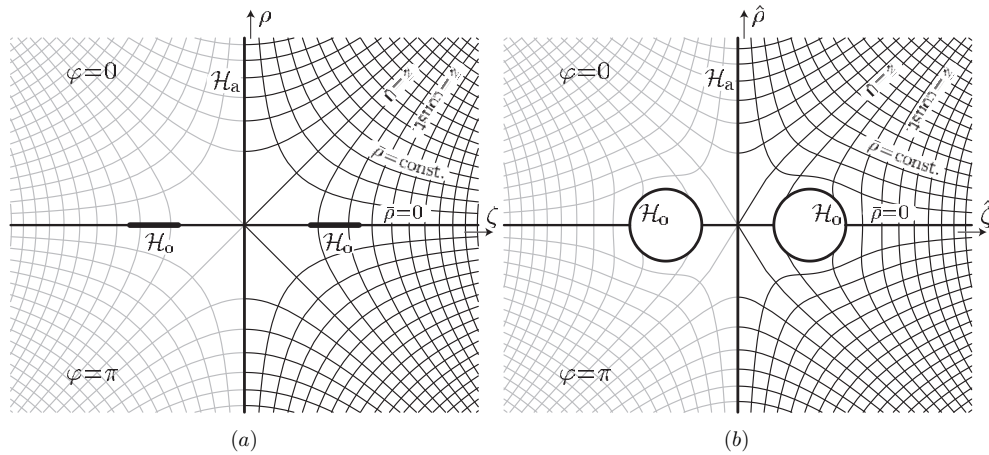 ρ
φ=0
ℋₐ
ρ̄=const.
ρ̄=0
ζ
ℋₒ
ℋₒ
φ=π
(a)
ρ̂
φ=0
ℋₐ
ρ̄=const.
ℋₒ
ℋₒ
ρ̄=0
ζ̂
φ=π
(b)